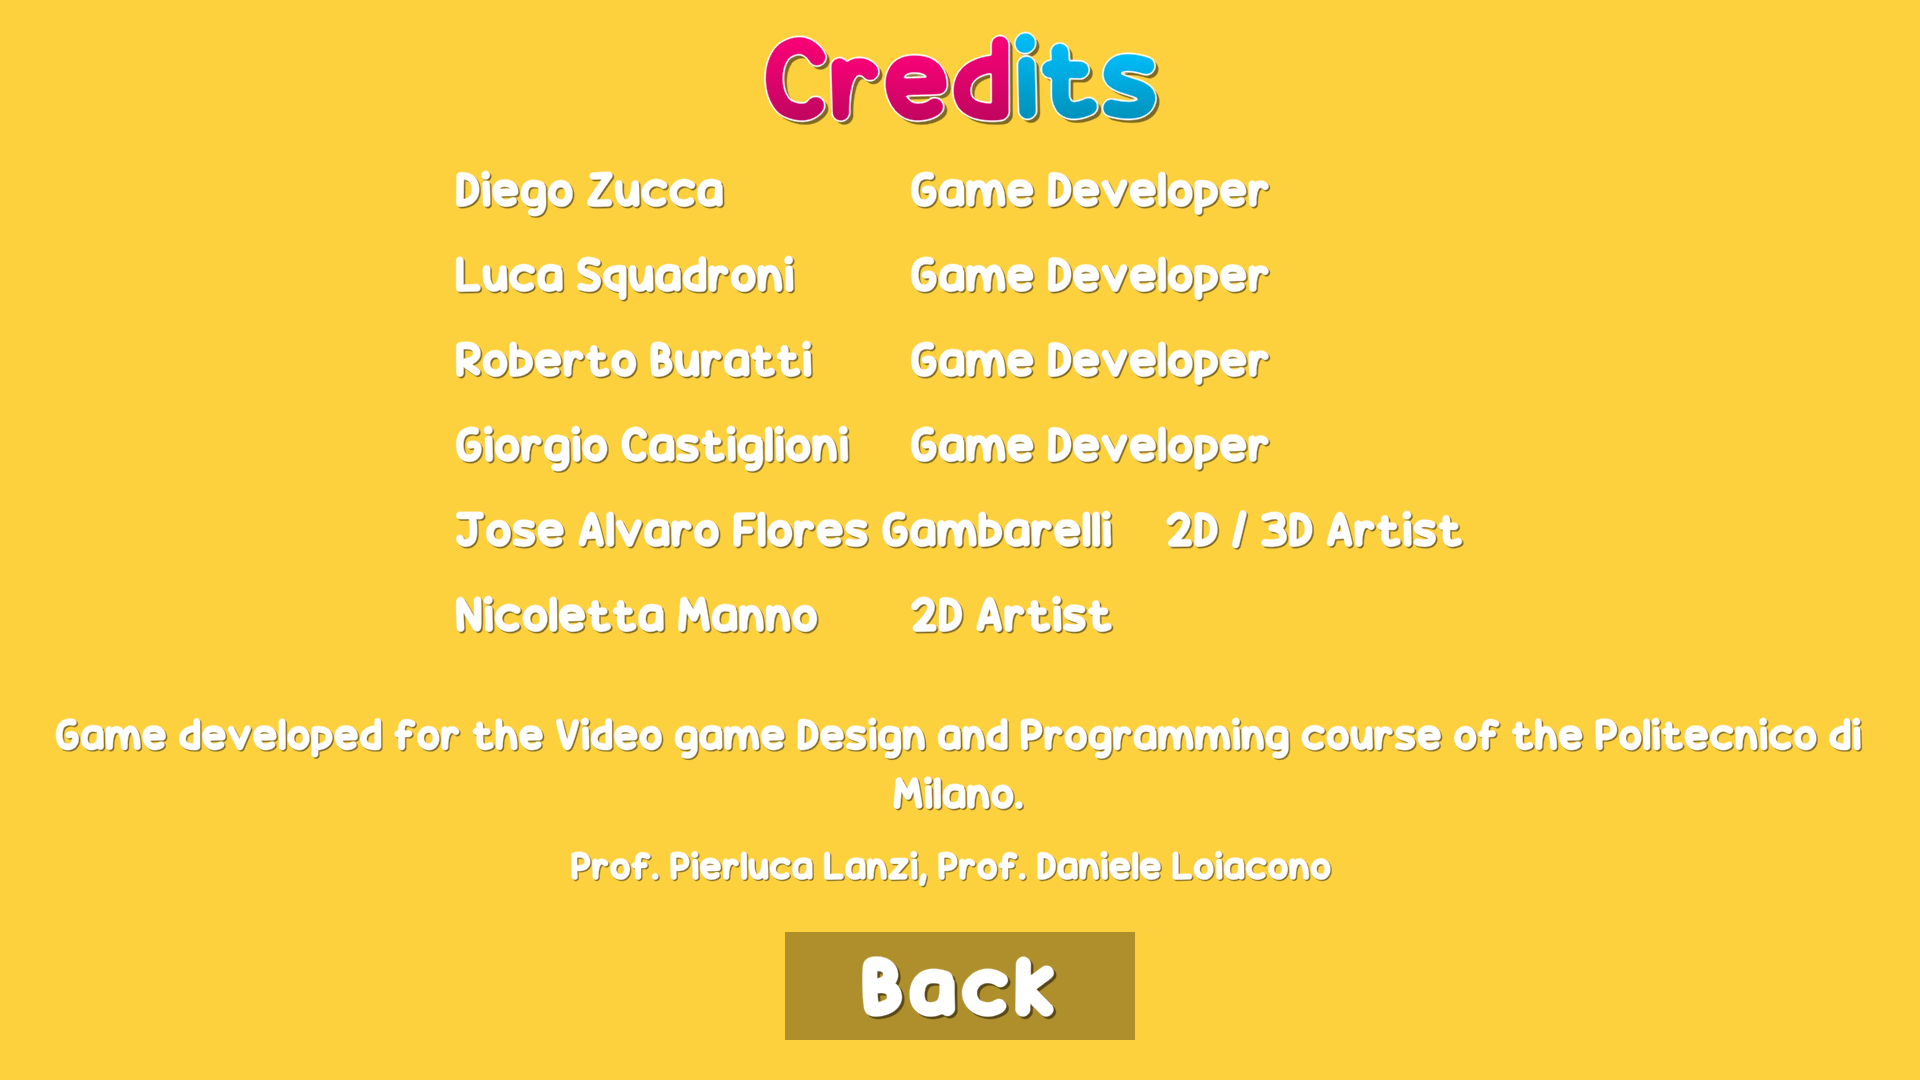 Credits
Diego Zucca Game Developer
Luca Squadroni Game Developer
Roberto Buratti Game Developer
Giorgio Castiglioni Game Developer
Jose Alvaro Flores Gambarelli 2D / 3D Artist
Nicoletta Manno 2D Artist
Game developed for the Video game Design and Programming course of the Politecnico di
Milano.
Prof. Pierluca Lanzi, Prof. Daniele Loiacono
Back